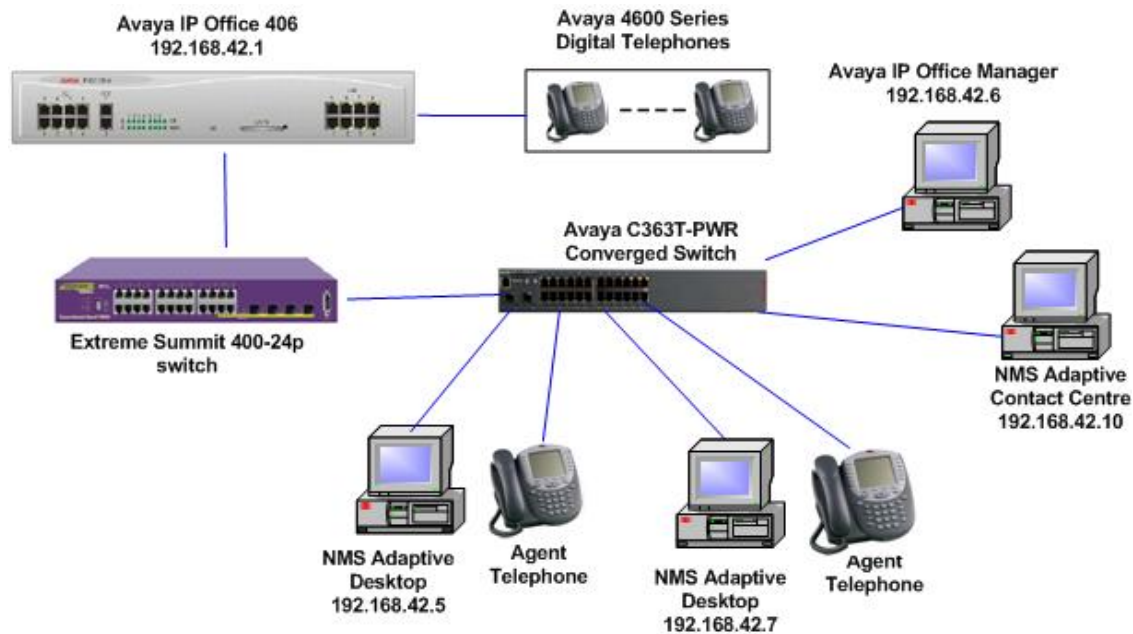 Avaya IP Office 406
192.168.42.1
Avaya 4600 Series
Digital Telephones
Avaya IP Office Manager
192.168.42.6
Avaya C363T-PWR
Converged Switch
Extreme Summit 400-24p
switch
NMS Adaptive
Contact Centre
192.168.42.10
NMS Adaptive
Desktop
192.168.42.5
Agent
Telephone
NMS Adaptive
Desktop
192.168.42.7
Agent
Telephone